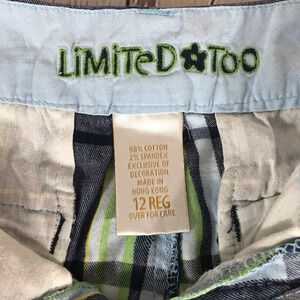 LiMiTeD TOO
98% COTTON
2% SPANDEX
EXCLUSIVE OF
DECORATION
MADE IN
HONG KONG
12 REG
OVER FOR CARE